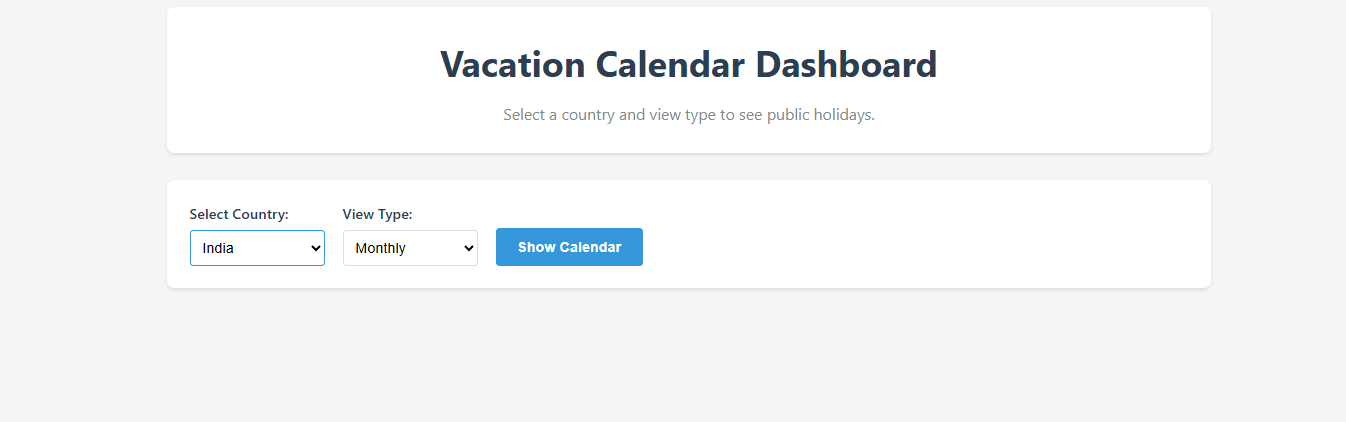 Vacation Calendar Dashboard
Select a country and view type to see public holidays.
Select Country: View Type:
India Monthly Show Calendar